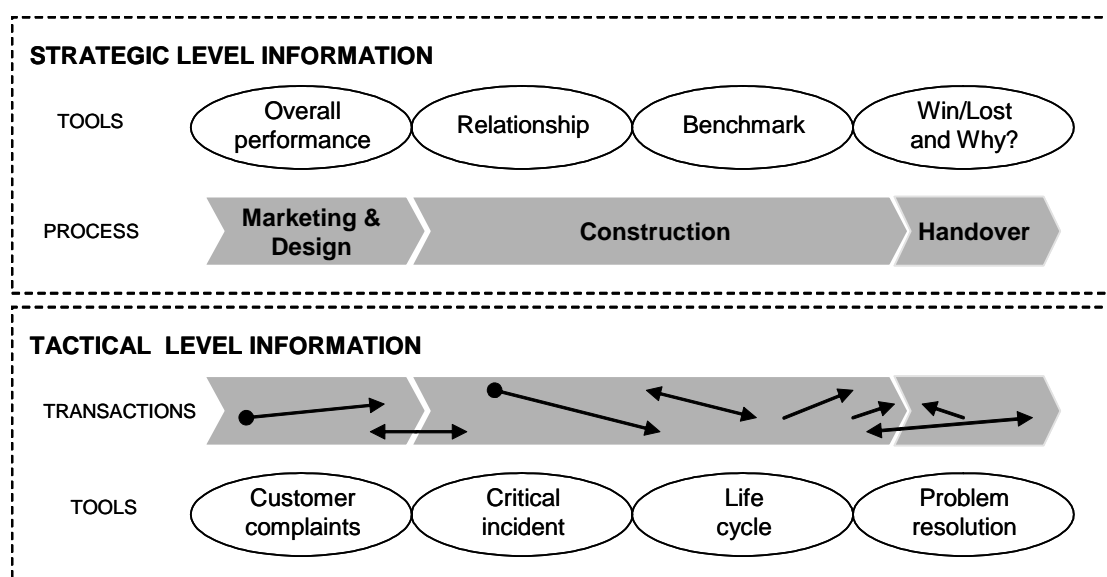 STRATEGIC LEVEL INFORMATION
TOOLS
Overall
performance
Relationship
Benchmark
Win/Lost
and Why?
PROCESS
Marketing &
Design
Construction
Handover
TACTICAL LEVEL INFORMATION
TRANSACTIONS
TOOLS
Customer
complaints
Critical
incident
Life
cycle
Problem
resolution